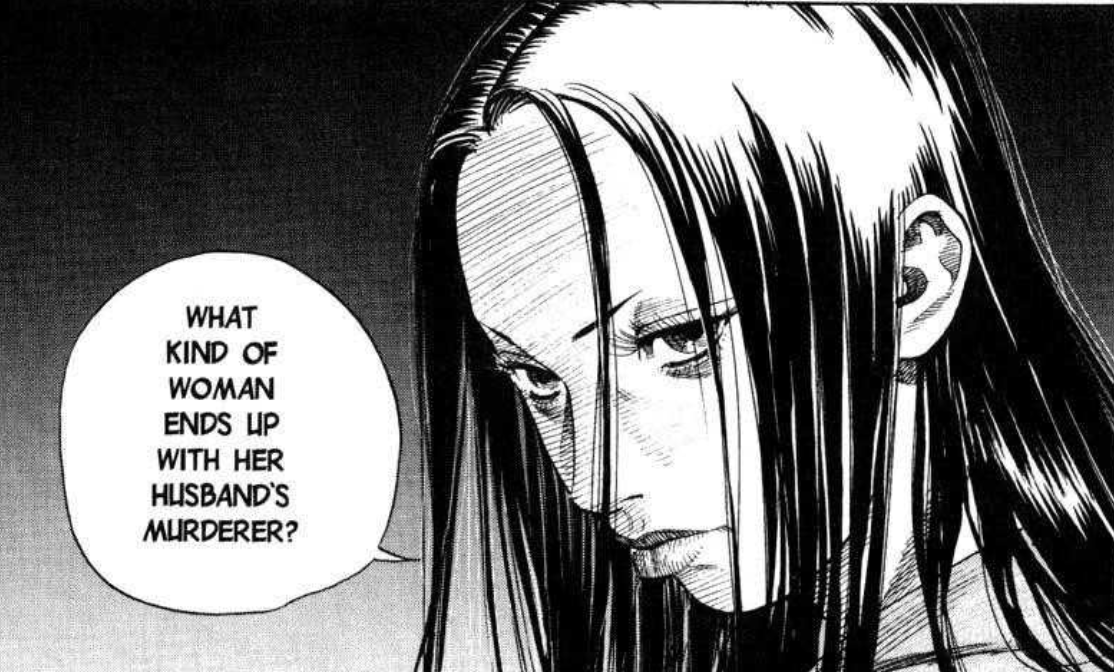 WHAT
KIND OF
WOMAN
ENDS UP
WITH HER
HUSBAND'S
MURDERER?